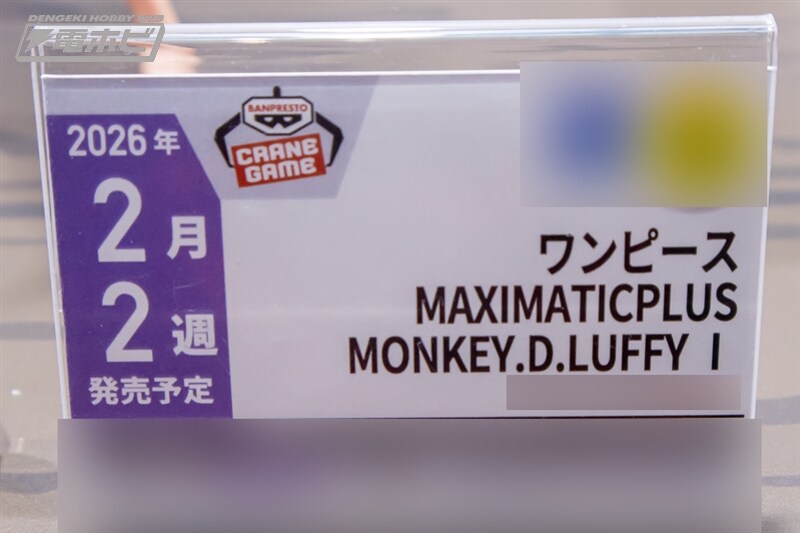 DENGEKI HOBBY WEB
電ホビ
BANPRESTO
CRANE
GAME
2026年
2月
2週
発売予定
ワンピース
MAXIMATICPLUS
MONKEY.D.LUFFY Ⅰ